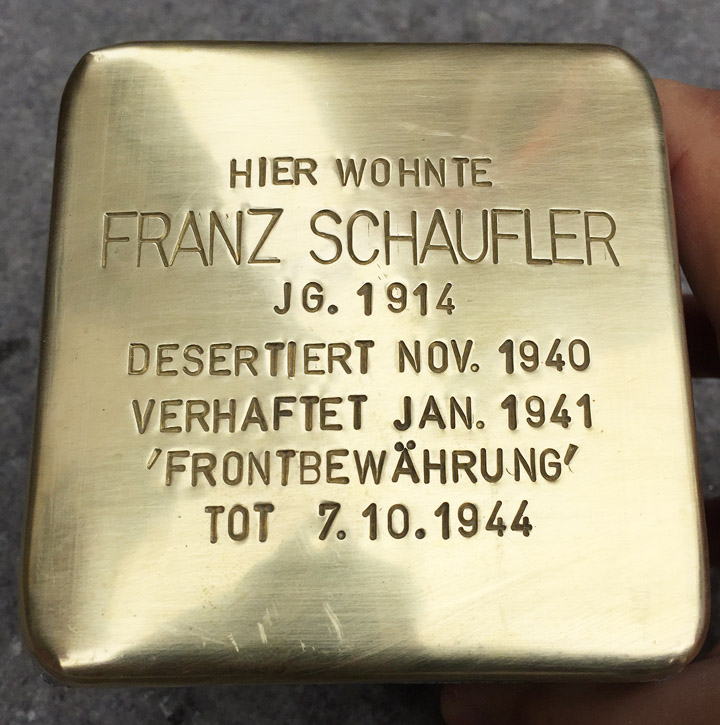 HIER WOHNTE
FRANZ SCHAUFLER
JG. 1914
DESERTIERT NOV. 1940
VERHAFTET JAN. 1941
'FRONTBEWÄHRUNG'
TOT 7.10.1944